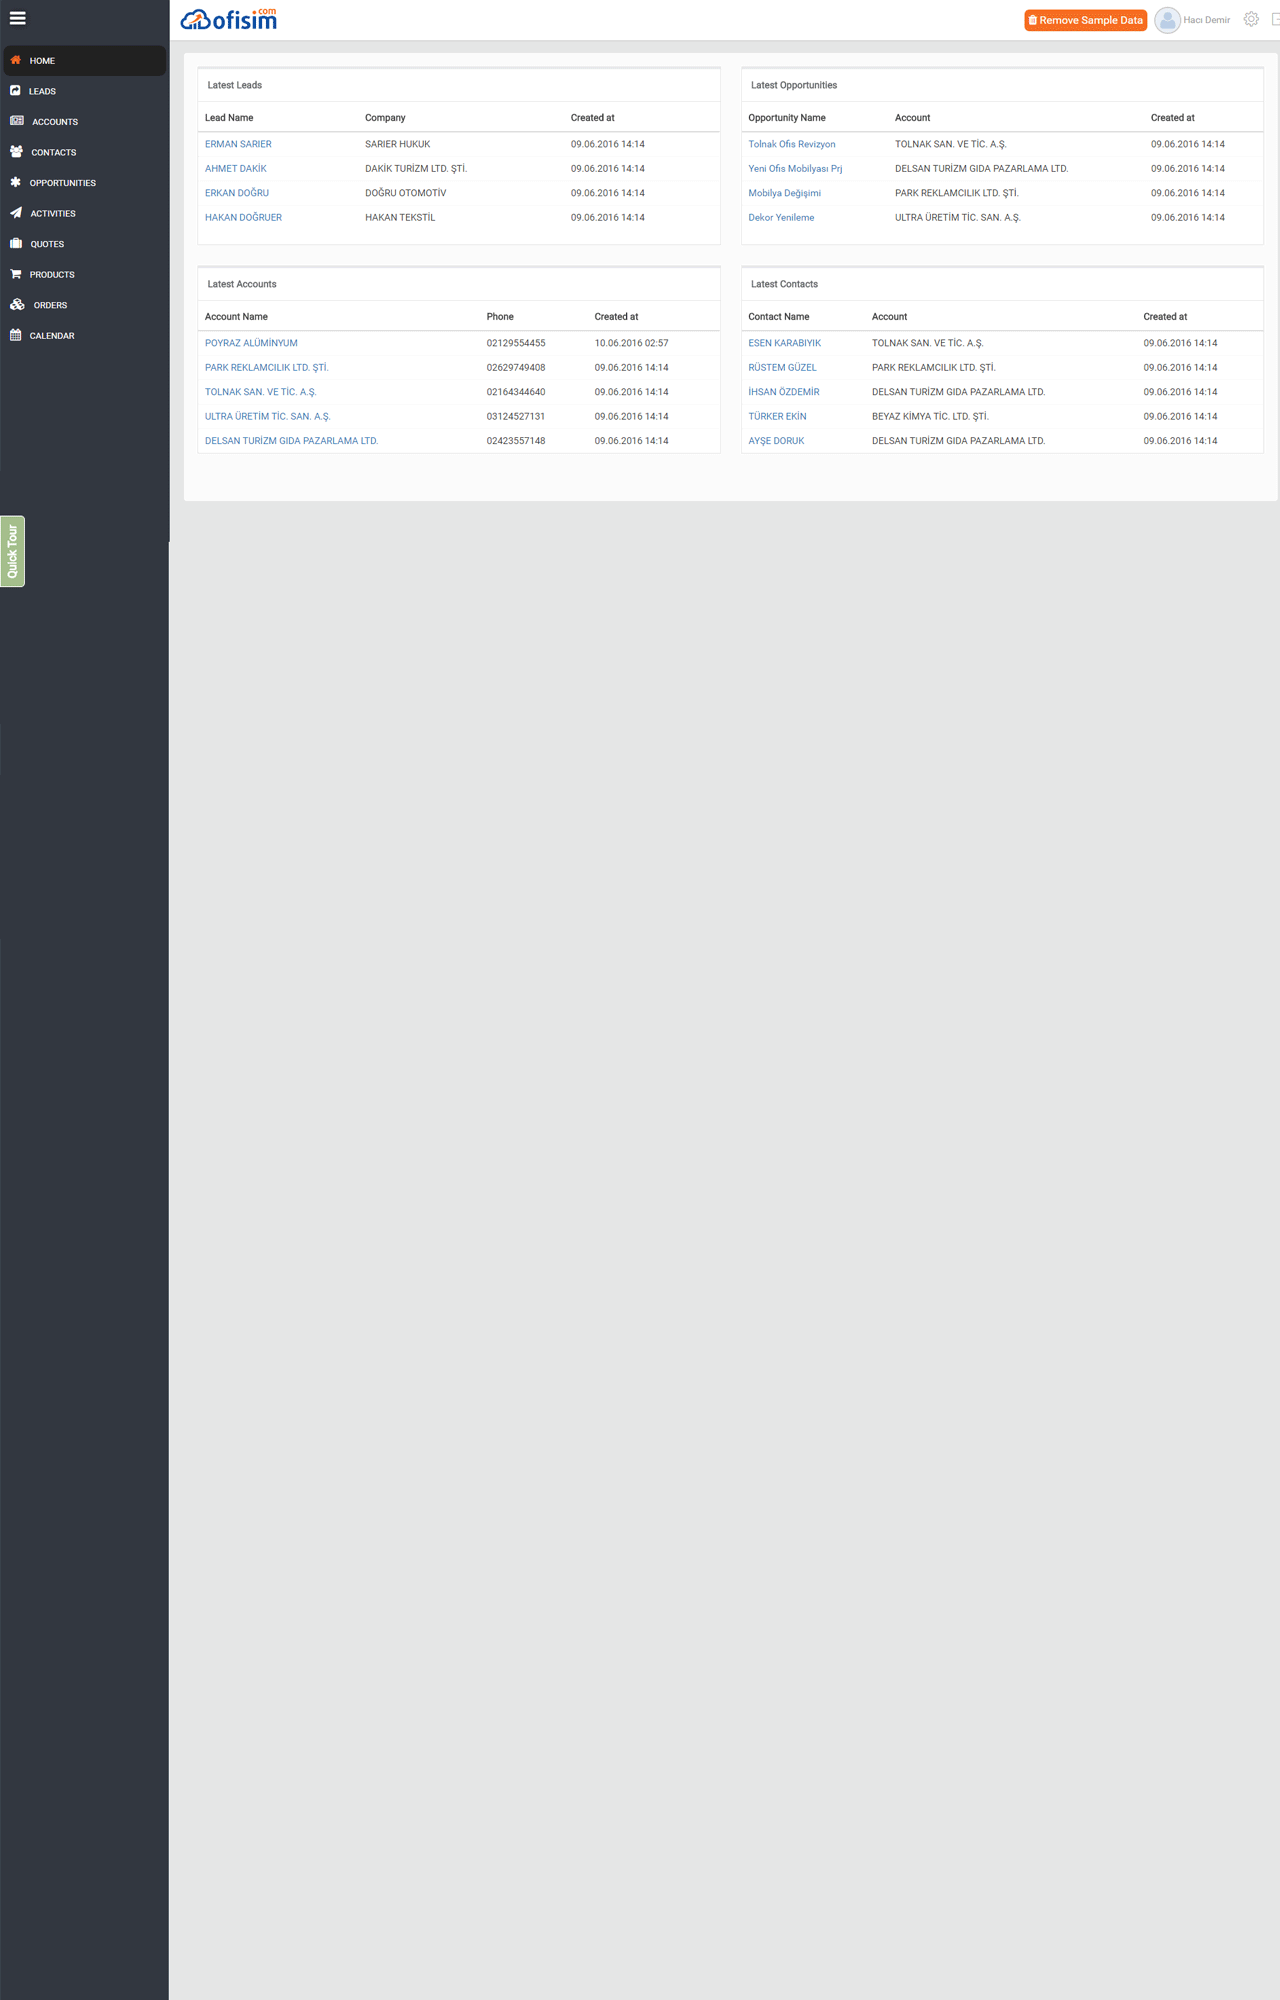 ofisim.com
Remove Sample Data
Hacı Demir
HOME
LEADS
ACCOUNTS
CONTACTS
OPPORTUNITIES
ACTIVITIES
QUOTES
PRODUCTS
ORDERS
CALENDAR
Quick Tour
Latest Leads
Lead Name Company Created at
ERMAN SARIER SARIER HUKUK 09.06.2016 14:14
AHMET DAKİK DAKİK TURİZM LTD. ŞTİ. 09.06.2016 14:14
ERKAN DOĞRU DOĞRU OTOMOTİV 09.06.2016 14:14
HAKAN DOĞRUER HAKAN TEKSTİL 09.06.2016 14:14
Latest Opportunities
Opportunity Name Account Created at
Tolnak Ofis Revizyon TOLNAK SAN. VE TİC. A.Ş. 09.06.2016 14:14
Yeni Ofis Mobilyası Prj DELSAN TURİZM GIDA PAZARLAMA LTD. 09.06.2016 14:14
Mobilya Değişimi PARK REKLAMCILIK LTD. ŞTİ. 09.06.2016 14:14
Dekor Yenileme ULTRA ÜRETİM TİC. SAN. A.Ş. 09.06.2016 14:14
Latest Accounts
Account Name Phone Created at
POYRAZ ALÜMİNYUM 02129554455 10.06.2016 02:57
PARK REKLAMCILIK LTD. ŞTİ. 02629749408 09.06.2016 14:14
TOLNAK SAN. VE TİC. A.Ş. 02164344640 09.06.2016 14:14
ULTRA ÜRETİM TİC. SAN. A.Ş. 03124527131 09.06.2016 14:14
DELSAN TURİZM GIDA PAZARLAMA LTD. 02423557148 09.06.2016 14:14
Latest Contacts
Contact Name Account Created at
ESEN KARABIYIK TOLNAK SAN. VE TİC. A.Ş. 09.06.2016 14:14
RÜSTEM GÜZEL PARK REKLAMCILIK LTD. ŞTİ. 09.06.2016 14:14
İHSAN ÖZDEMİR DELSAN TURİZM GIDA PAZARLAMA LTD. 09.06.2016 14:14
TÜRKER EKİN BEYAZ KİMYA TİC. LTD. ŞTİ. 09.06.2016 14:14
AYŞE DORUK DELSAN TURİZM GIDA PAZARLAMA LTD. 09.06.2016 14:14